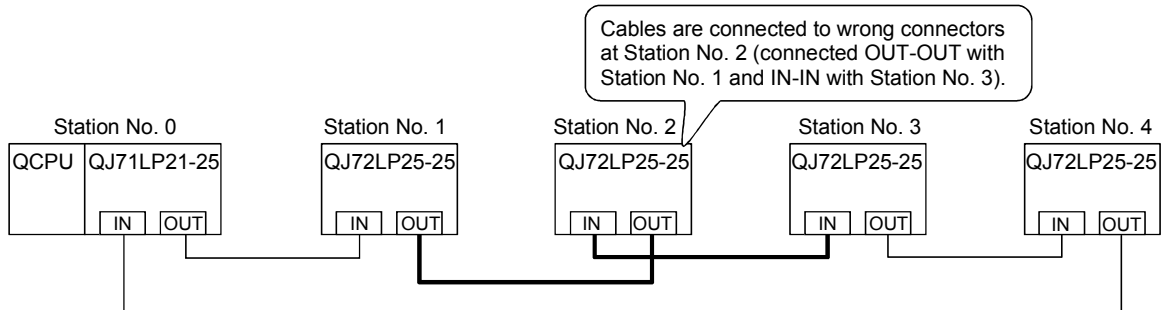 Cables are connected to wrong connectors
at Station No. 2 (connected OUT-OUT with
Station No. 1 and IN-IN with Station No. 3).
Station No. 0 Station No. 1 Station No. 2 Station No. 3 Station No. 4
QCPU QJ71LP21-25 QJ72LP25-25 QJ72LP25-25 QJ72LP25-25 QJ72LP25-25
IN OUT IN OUT IN OUT IN OUT IN OUT